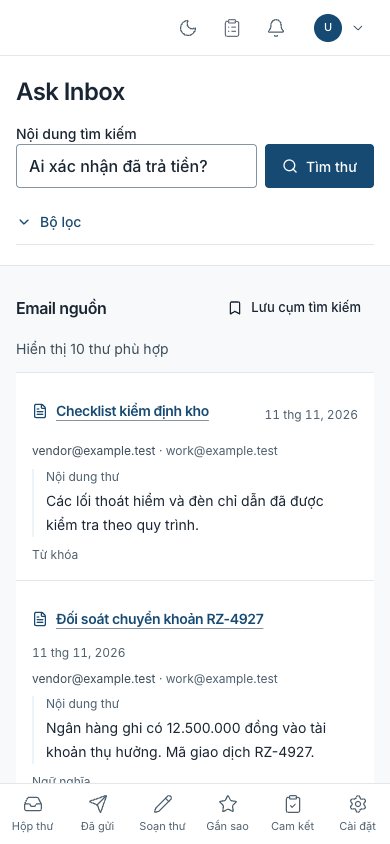 U
Ask Inbox
Nội dung tìm kiếm
Ai xác nhận đã trả tiền?
Tìm thư
Bộ lọc
Email nguồn
Lưu cụm tìm kiếm
Hiển thị 10 thư phù hợp
Checklist kiểm định kho
11 thg 11, 2026
vendor@example.test · work@example.test
Nội dung thư
Các lối thoát hiểm và đèn chỉ dẫn đã được
kiểm tra theo quy trình.
Từ khóa
Đối soát chuyển khoản RZ-4927
11 thg 11, 2026
vendor@example.test · work@example.test
Nội dung thư
Ngân hàng ghi có 12.500.000 đồng vào tài
khoản thụ hưởng. Mã giao dịch RZ-4927.
Ngữ nghĩa
Hộp thư
Đã gửi
Soạn thư
Gắn sao
Cam kết
Cài đặt